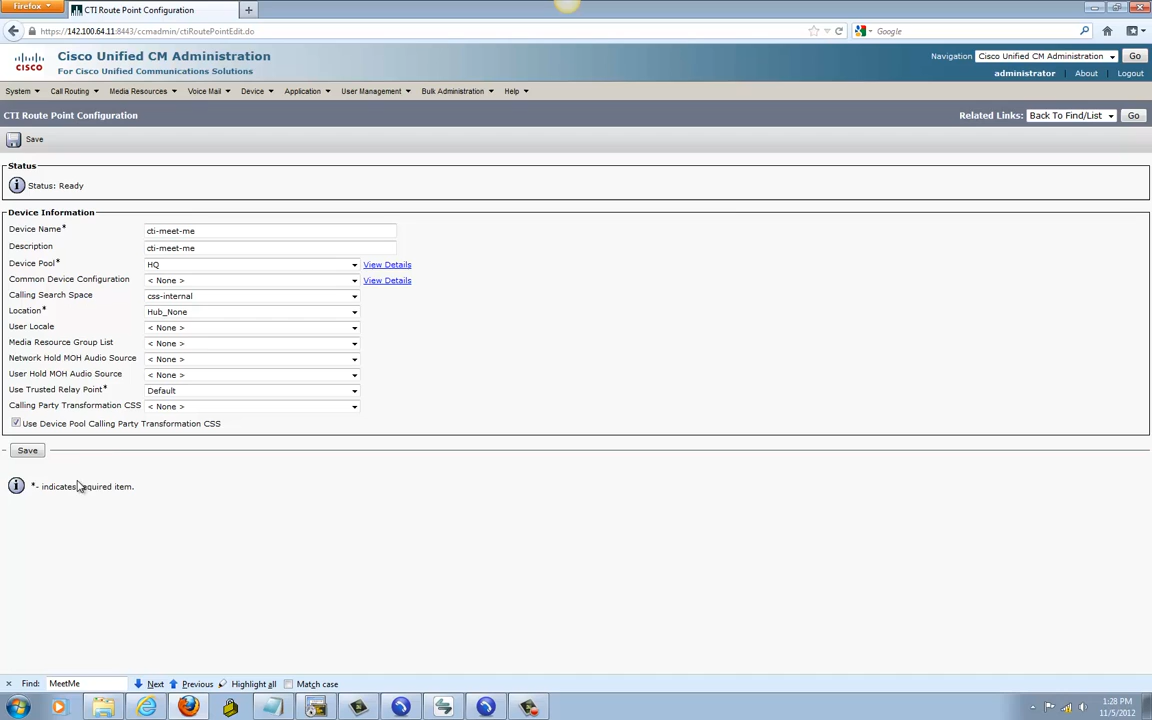 Firefox
CTI Route Point Configuration
https://142.100.64.11:8443/ccmadmin/ctiRoutePointEdit.do
Google
CISCO
Cisco Unified CM Administration
For Cisco Unified Communications Solutions
Navigation Cisco Unified CM Administration Go
administrator About Logout
System Call Routing Media Resources Voice Mail Device Application User Management Bulk Administration Help
CTI Route Point Configuration
Related Links: Back To Find/List Go
Save
Status
Status: Ready
Device Information
Device Name* cti-meet-me
Description cti-meet-me
Device Pool* HQ View Details
Common Device Configuration < None > View Details
Calling Search Space css-internal
Location* Hub_None
User Locale < None >
Media Resource Group List < None >
Network Hold MOH Audio Source < None >
User Hold MOH Audio Source < None >
Use Trusted Relay Point* Default
Calling Party Transformation CSS < None >
Use Device Pool Calling Party Transformation CSS
Save
*- indicates required item.
Find: MeetMe Next Previous Highlight all Match case
1:28 PM
11/5/2012